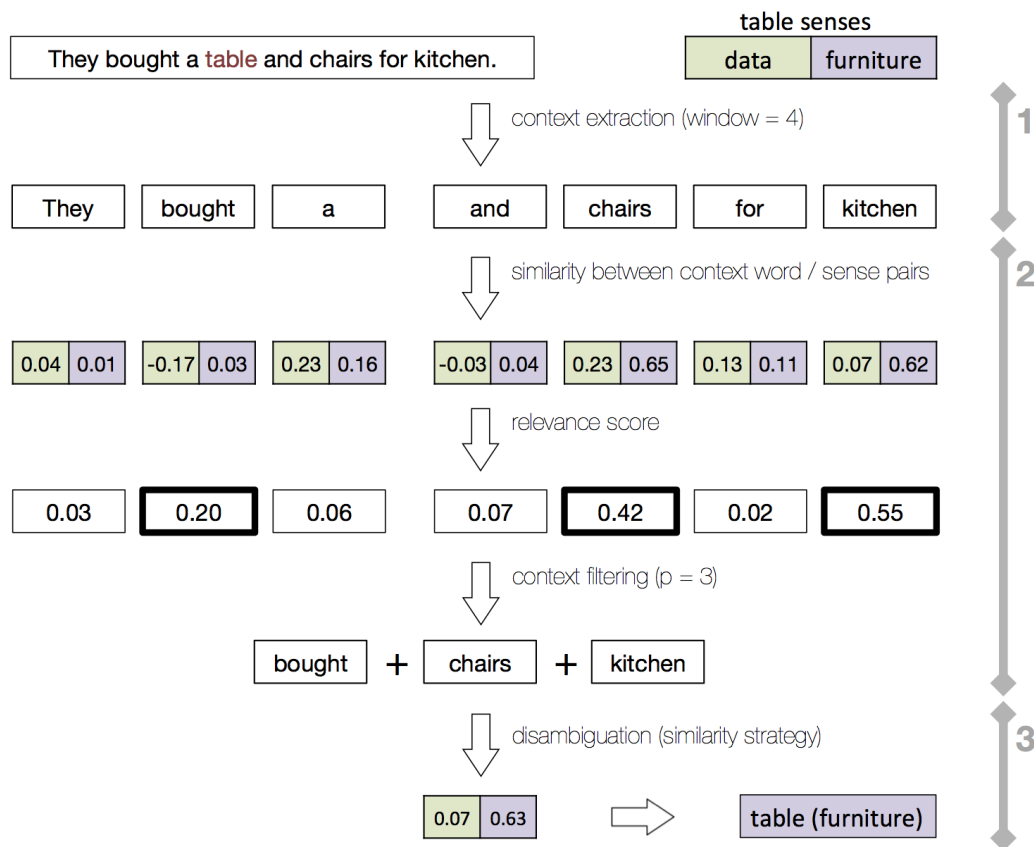 table senses
They bought a table and chairs for kitchen.
data furniture
context extraction (window = 4)
1
They bought a and chairs for kitchen
similarity between context word / sense pairs
2
0.04 0.01 -0.17 0.03 0.23 0.16 -0.03 0.04 0.23 0.65 0.13 0.11 0.07 0.62
relevance score
0.03 0.20 0.06 0.07 0.42 0.02 0.55
context filtering (p = 3)
bought + chairs + kitchen
disambiguation (similarity strategy)
3
0.07 0.63 table (furniture)